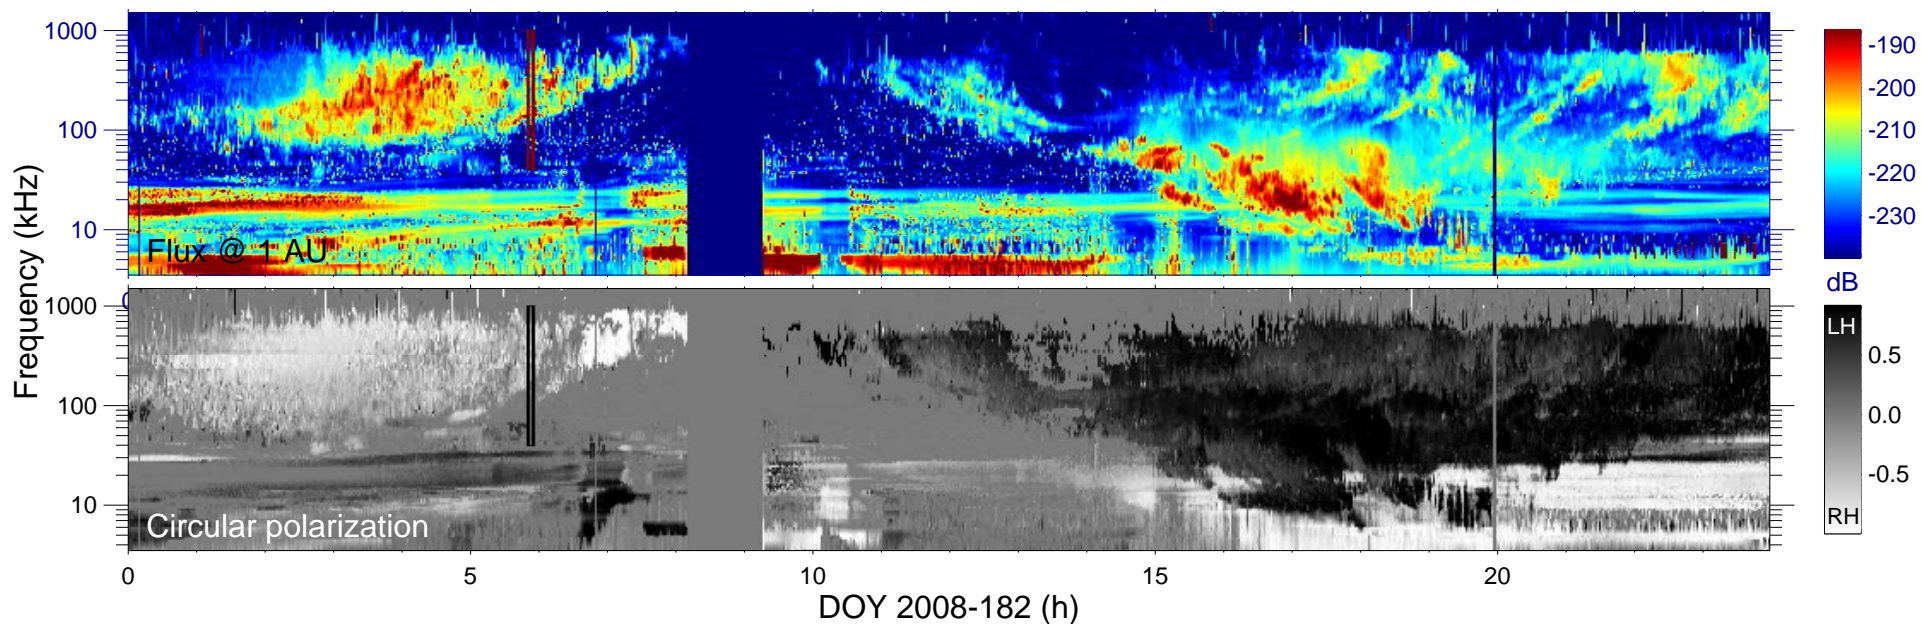 1000
100
10
Flux @ 1 AU
-190
-200
-210
-220
-230
dB
Frequency (kHz)
0
1000
100
10
Circular polarization
LH
0.5
0.0
-0.5
RH
0 5 10 15 20
DOY 2008-182 (h)